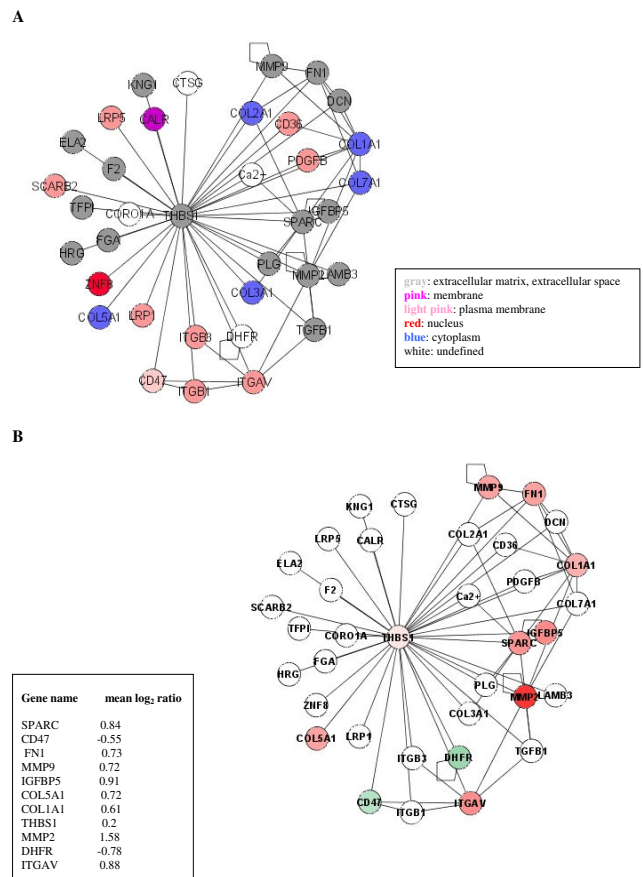 A
MMP9
FN1
KNG1
CTSG
DCN
LRP5
CALR
COL2A1
CD36
ELA2
COL1A1
F2
PDGFB
SCARB2
Ca2+
COL7A1
TFPI
CORO1A
THBS1
IGFBP5
SPARC
HRG
FGA
PLG
MMP2
LAMB3
ZNF8
COL3A1
COL5A1
LRP1
TGFB1
ITGB3
DHFR
CD47
ITGB1
ITGAV
gray: extracellular matrix, extracellular space
pink: membrane
light pink: plasma membrane
red: nucleus
blue: cytoplasm
white: undefined
B
MMP9
FN1
KNG1
CTSG
DCN
LRP5
CALR
COL2A1
CD36
ELA2
COL1A1
F2
PDGFB
SCARB2
Ca2+
COL7A1
TFPI
CORO1A
THBS1
IGFBP5
SPARC
HRG
FGA
PLG
MMP2
LAMB3
ZNF8
COL3A1
COL5A1
LRP1
TGFB1
ITGB3
DHFR
CD47
ITGB1
ITGAV
Gene name mean log₂ ratio
SPARC 0.84
CD47 -0.55
FN1 0.73
MMP9 0.72
IGFBP5 0.91
COL5A1 0.72
COL1A1 0.61
THBS1 0.2
MMP2 1.58
DHFR -0.78
ITGAV 0.88